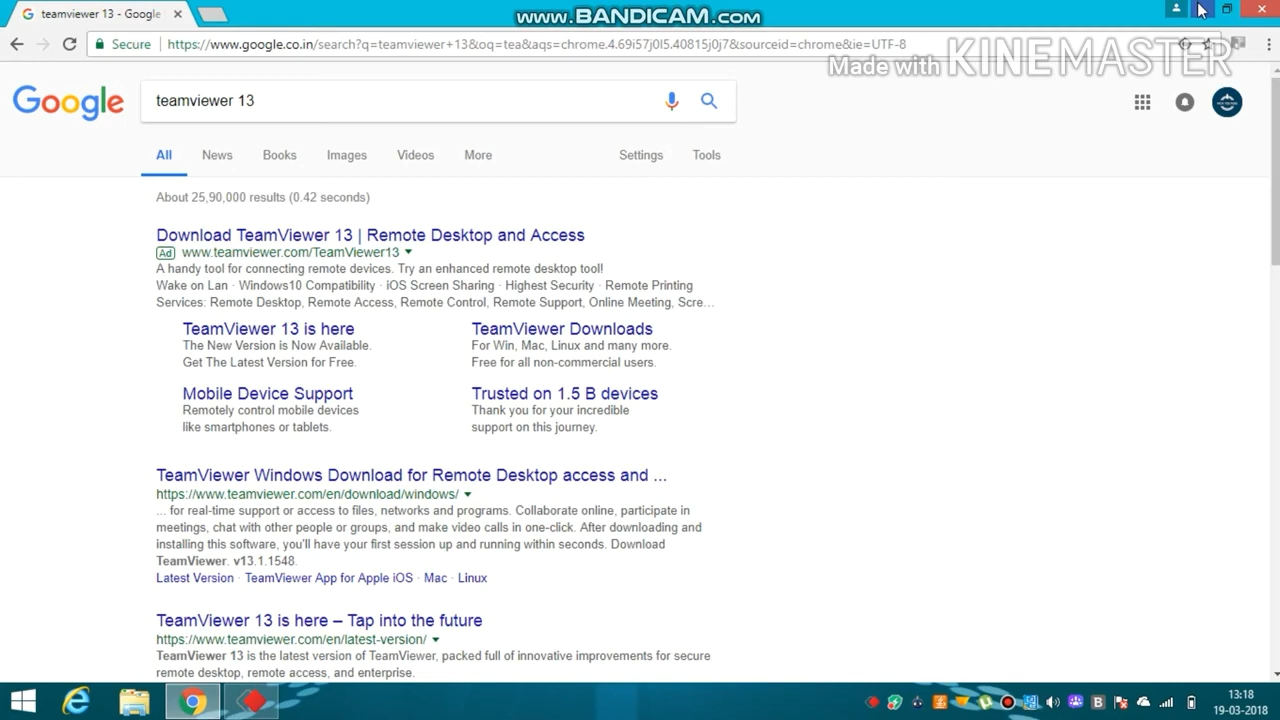 teamviewer 13 - Google
www.BANDICAM.com
Secure https://www.google.co.in/search?q=teamviewer+13&oq=tea&aqs=chrome.4.69i57j0l5.40815j0j7&sourceid=chrome&ie=UTF-8
Made with KINEMASTER
Google teamviewer 13
All News Books Images Videos More Settings Tools
About 25,90,000 results (0.42 seconds)
Download TeamViewer 13 | Remote Desktop and Access
Ad www.teamviewer.com/TeamViewer13
A handy tool for connecting remote devices. Try an enhanced remote desktop tool!
Wake on Lan · Windows10 Compatibility · iOS Screen Sharing · Highest Security · Remote Printing
Services: Remote Desktop, Remote Access, Remote Control, Remote Support, Online Meeting, Scre...
TeamViewer 13 is here
The New Version is Now Available.
Get The Latest Version for Free.
TeamViewer Downloads
For Win, Mac, Linux and many more.
Free for all non-commercial users.
Mobile Device Support
Remotely control mobile devices
like smartphones or tablets.
Trusted on 1.5 B devices
Thank you for your incredible
support on this journey.
TeamViewer Windows Download for Remote Desktop access and ...
https://www.teamviewer.com/en/download/windows/
... for real-time support or access to files, networks and programs. Collaborate online, participate in
meetings, chat with other people or groups, and make video calls in one-click. After downloading and
installing this software, you'll have your first session up and running within seconds. Download
TeamViewer. v13.1.1548.
Latest Version · TeamViewer App for Apple iOS · Mac · Linux
TeamViewer 13 is here – Tap into the future
https://www.teamviewer.com/en/latest-version/
TeamViewer 13 is the latest version of TeamViewer, packed full of innovative improvements for secure
remote desktop, remote access, and enterprise.
13:18
19-03-2018